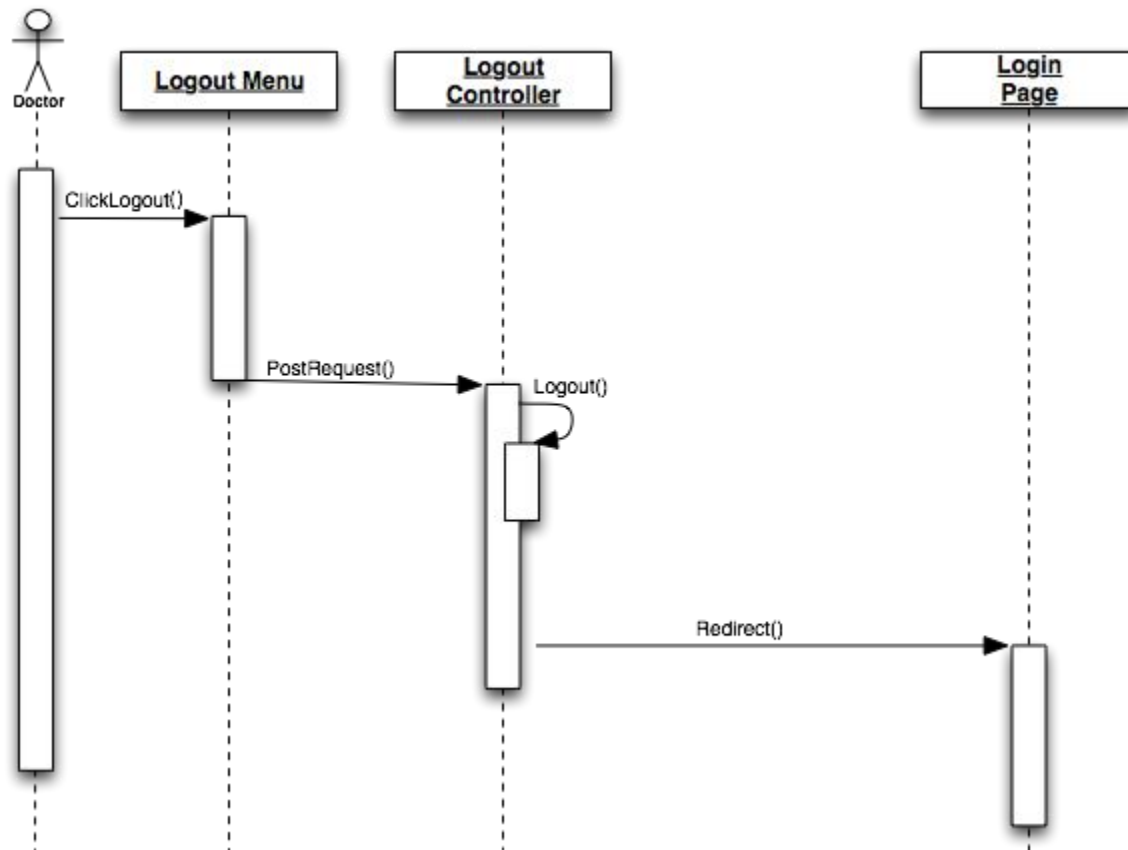 Doctor
Logout Menu
Logout
Controller
Login
Page
ClickLogout()
PostRequest()
Logout()
Redirect()